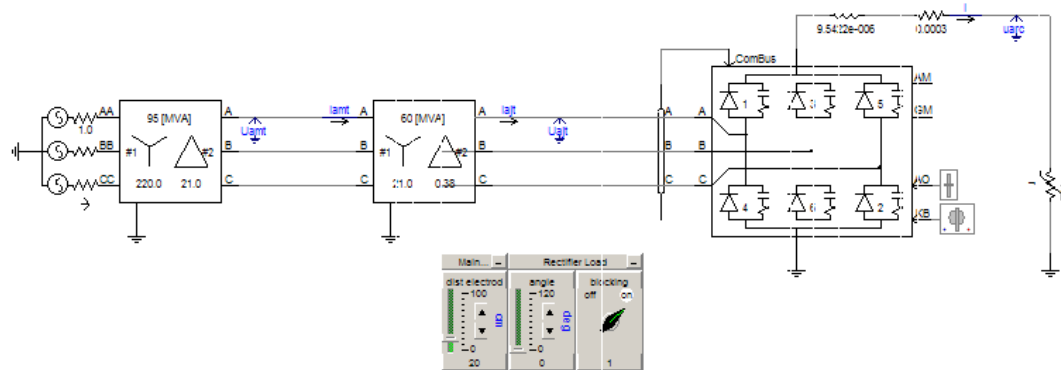 9.5422e-006
0.0003
I
uarc
ComBus
AM
GM
AO
KB
1
3
5
4
6
2
AA
BB
CC
1.0
95 [MVA]
#1
#2
220.0
21.0
A
B
C
Uamt
Iamt
A
B
C
60 [MVA]
#1
#2
21.0
0.38
A
B
C
Iajt
Uajt
A
B
C
A
B
C
Main...
dist electrod
100
0
cm
20
Rectifier Load
angle
120
0
deg
0
blocking
off
on
1